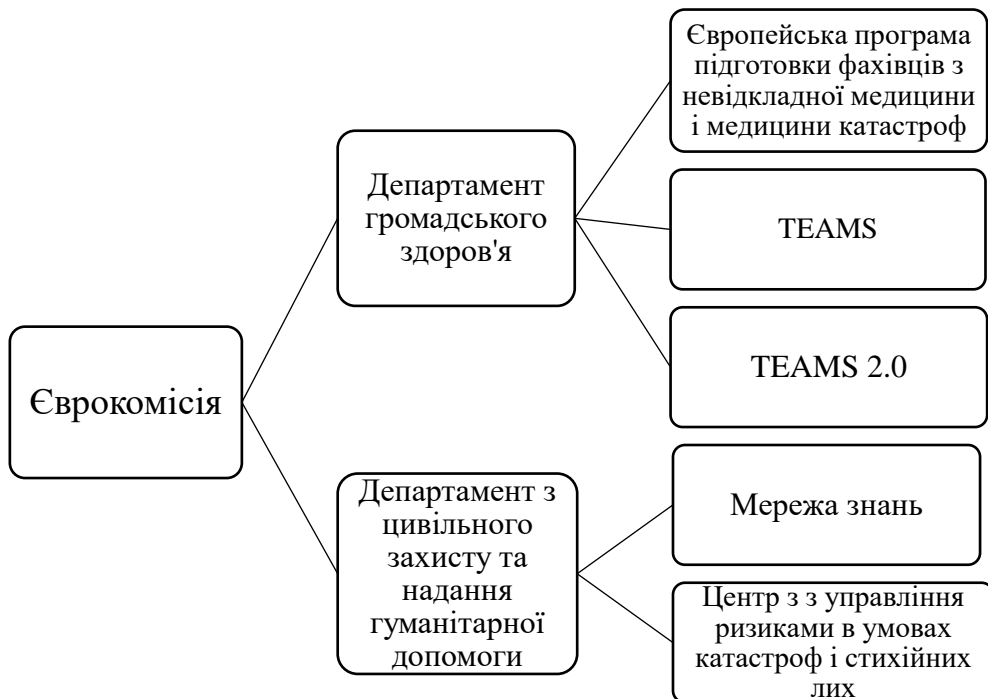 Єврокомісія
Департамент
громадського
здоров'я
Європейська програма
підготовки фахівців з
невідкладної медицини
і медицини катастроф
TEAMS
TEAMS 2.0
Департамент з
цивільного
захисту та
надання
гуманітарної
допомоги
Мережа знань
Центр з з управління
ризиками в умовах
катастроф і стихійних
лих